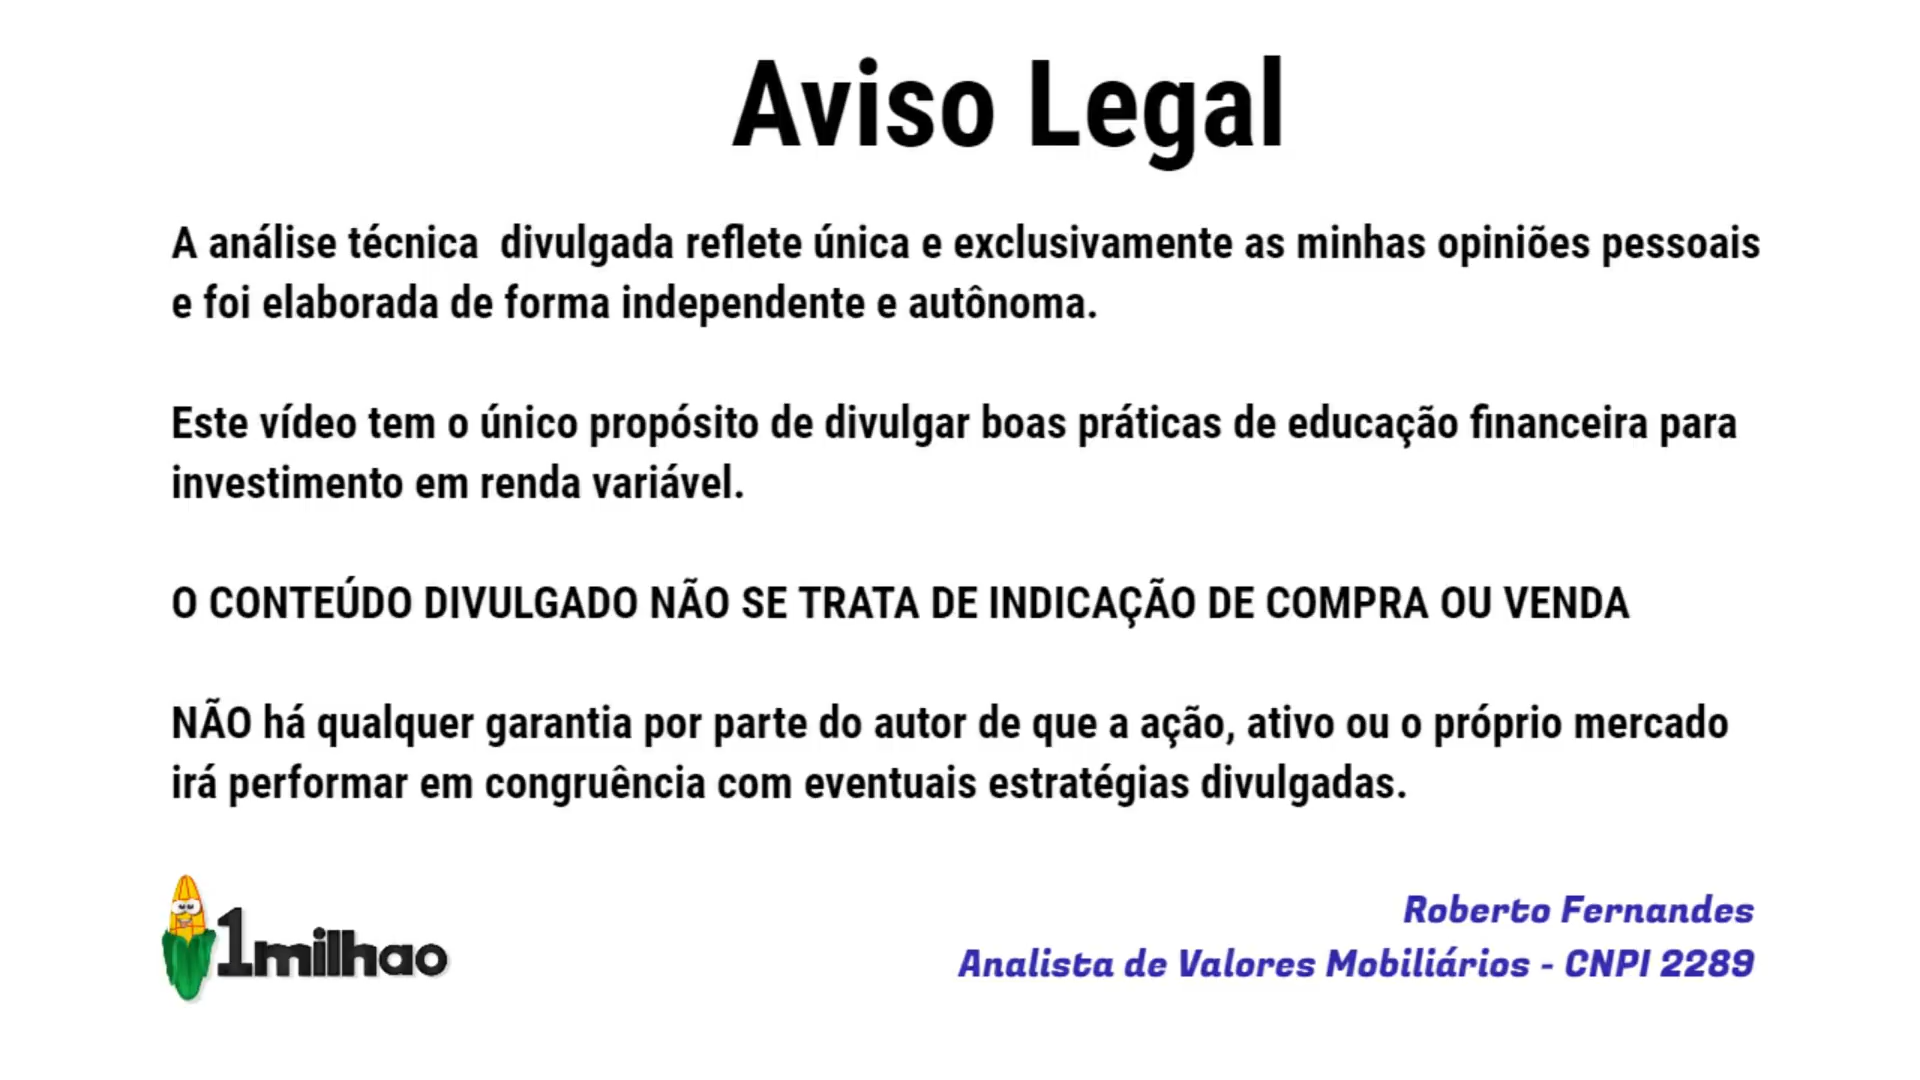 Aviso Legal
A análise técnica  divulgada reflete única e exclusivamente as minhas opiniões pessoais
e foi elaborada de forma independente e autônoma.
Este vídeo tem o único propósito de divulgar boas práticas de educação financeira para
investimento em renda variável.
O CONTEÚDO DIVULGADO NÃO SE TRATA DE INDICAÇÃO DE COMPRA OU VENDA
NÃO há qualquer garantia por parte do autor de que a ação, ativo ou o próprio mercado
irá performar em congruência com eventuais estratégias divulgadas.
1milhao
Roberto Fernandes
Analista de Valores Mobiliários - CNPI 2289